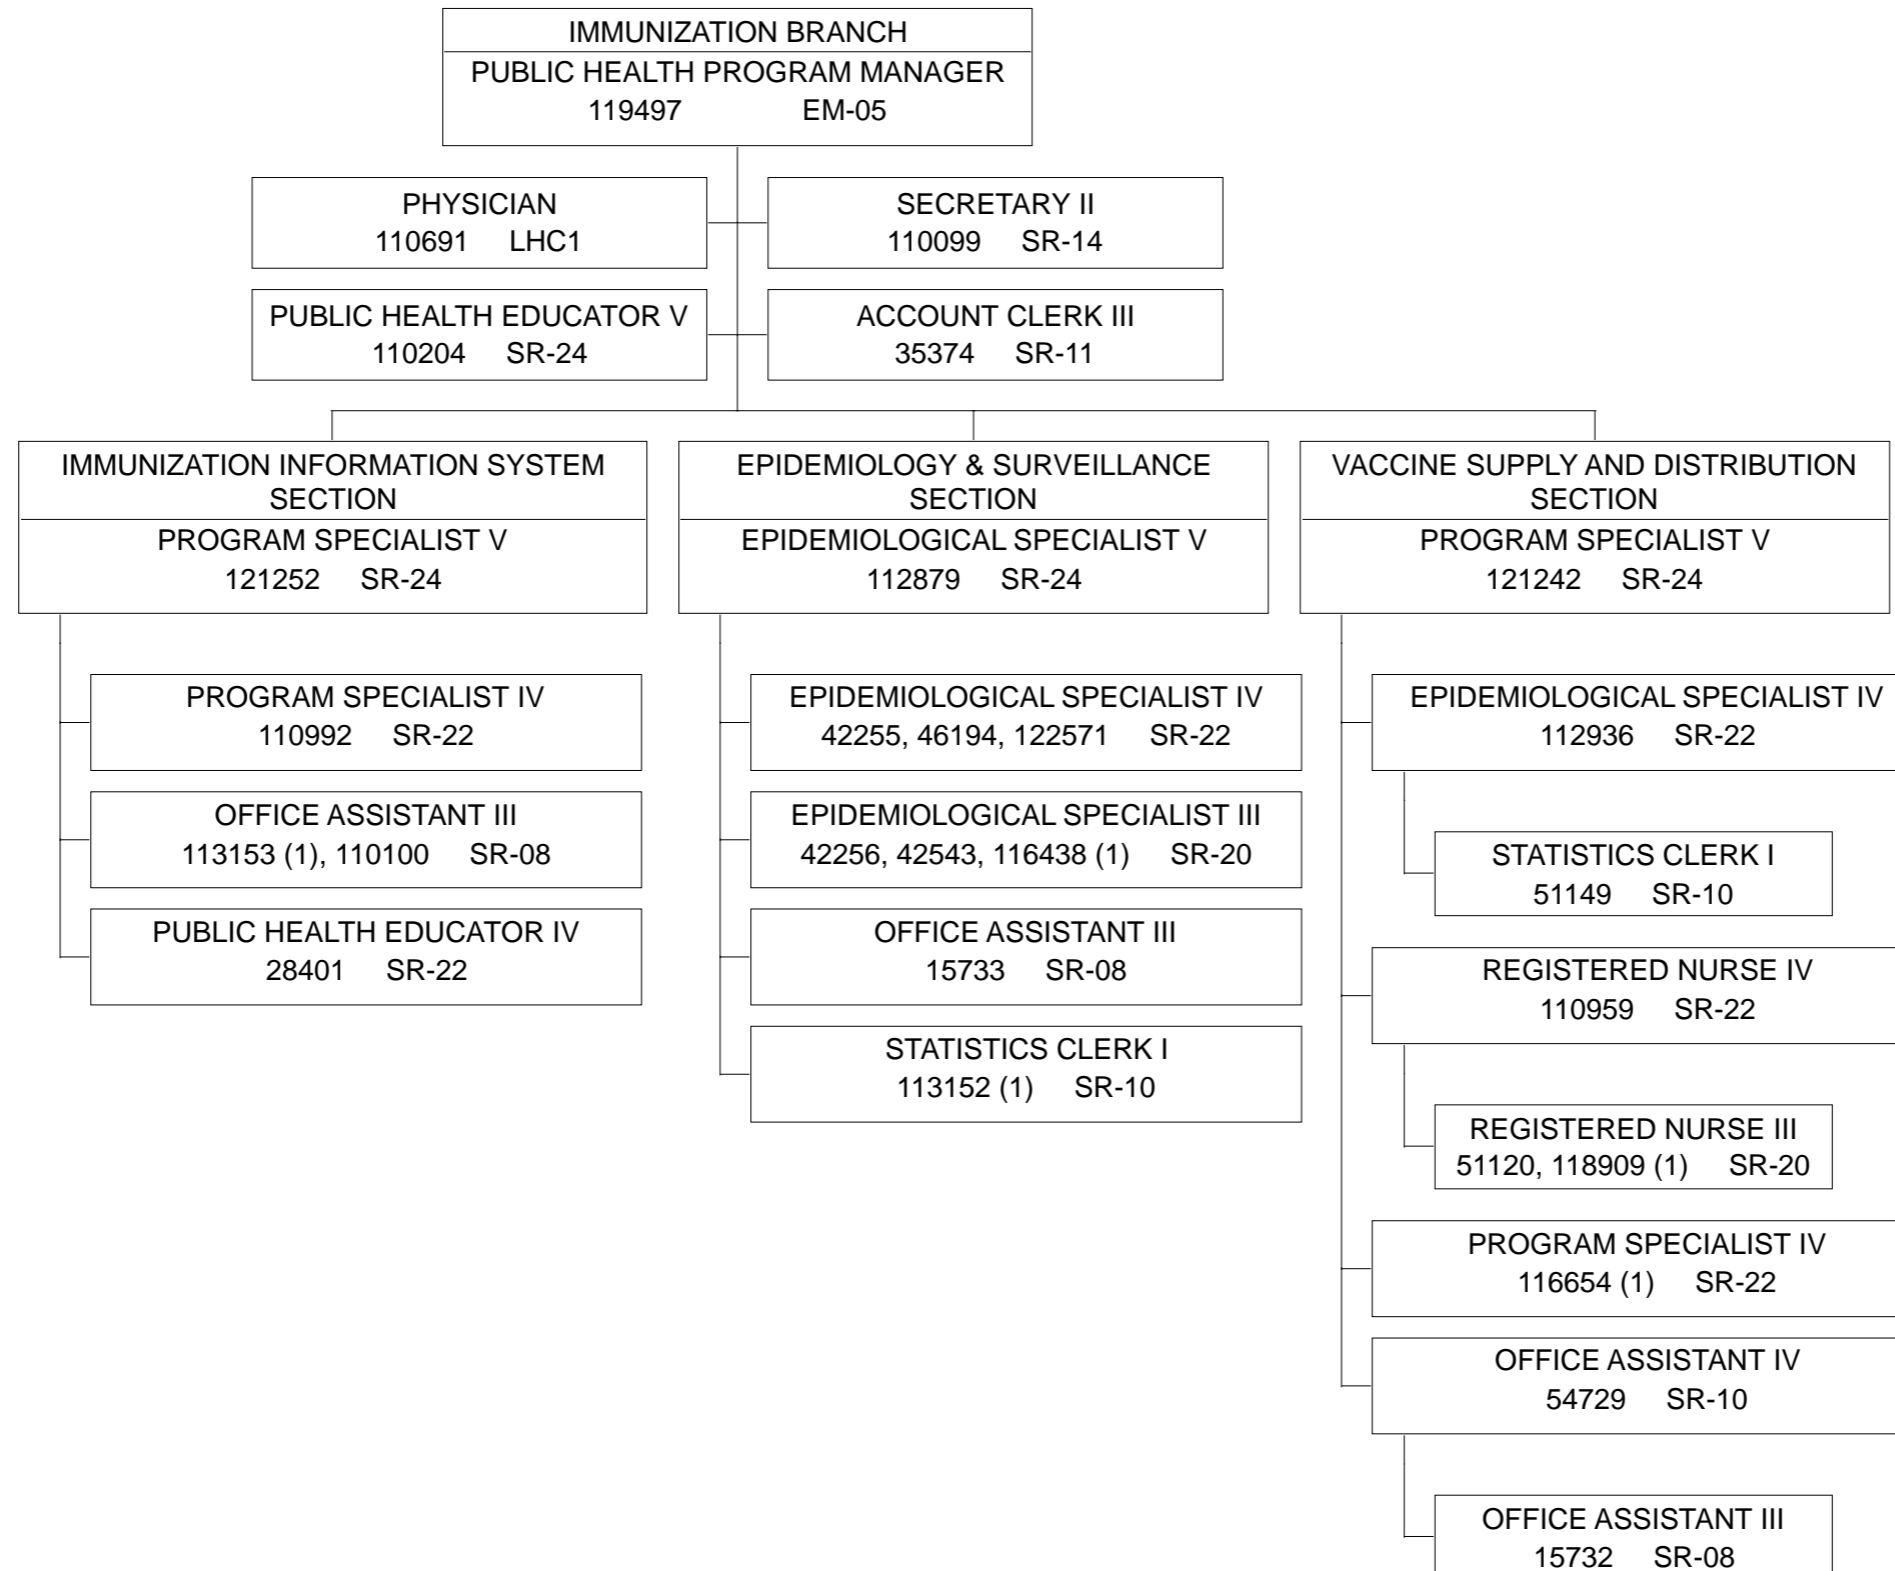 IMMUNIZATION BRANCH
PUBLIC HEALTH PROGRAM MANAGER
119497 EM-05
PHYSICIAN
110691 LHC1
SECRETARY II
110099 SR-14
PUBLIC HEALTH EDUCATOR V
110204 SR-24
ACCOUNT CLERK III
35374 SR-11
IMMUNIZATION INFORMATION SYSTEM
SECTION
PROGRAM SPECIALIST V
121252 SR-24
PROGRAM SPECIALIST IV
110992 SR-22
OFFICE ASSISTANT III
113153 (1), 110100 SR-08
PUBLIC HEALTH EDUCATOR IV
28401 SR-22
EPIDEMIOLOGY & SURVEILLANCE
SECTION
EPIDEMIOLOGICAL SPECIALIST V
112879 SR-24
EPIDEMIOLOGICAL SPECIALIST IV
42255, 46194, 122571 SR-22
EPIDEMIOLOGICAL SPECIALIST III
42256, 42543, 116438 (1) SR-20
OFFICE ASSISTANT III
15733 SR-08
STATISTICS CLERK I
113152 (1) SR-10
VACCINE SUPPLY AND DISTRIBUTION
SECTION
PROGRAM SPECIALIST V
121242 SR-24
EPIDEMIOLOGICAL SPECIALIST IV
112936 SR-22
STATISTICS CLERK I
51149 SR-10
REGISTERED NURSE IV
110959 SR-22
REGISTERED NURSE III
51120, 118909 (1) SR-20
PROGRAM SPECIALIST IV
116654 (1) SR-22
OFFICE ASSISTANT IV
54729 SR-10
OFFICE ASSISTANT III
15732 SR-08